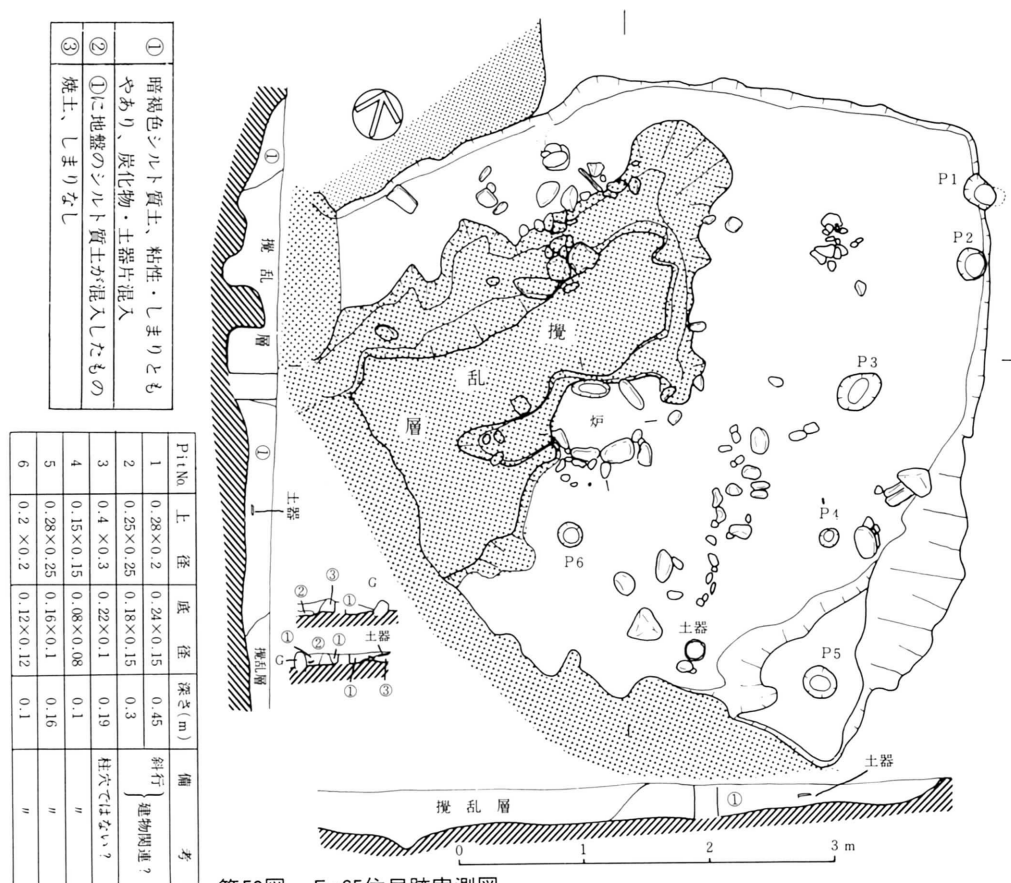 ① 暗褐色シルト質土、粘性・しまりとも
やあり、炭化物・土器片混入
② ①に地盤のシルト質土が混入したもの
③ 焼土、しまりなし
PitNo. 上径 底径 深さ(m) 備考
1 0.28×0.2 0.24×0.15 0.45 斜行 建物関連?
2 0.25×0.25 0.18×0.15 0.3
3 0.4×0.3 0.22×0.1 0.19 柱穴ではない?
4 0.15×0.15 0.08×0.08 0.1 〃
5 0.28×0.25 0.16×0.1 0.16 〃
6 0.2×0.2 0.12×0.12 0.1 〃
①
攪乱層
①
土器
攪乱層
攪乱層
炉
P1
P2
P3
P4
P5
P6
土器
③
② ① G
① ② ① 土器
G
① ③
土器
攪乱層 ①
0 1 2 3m